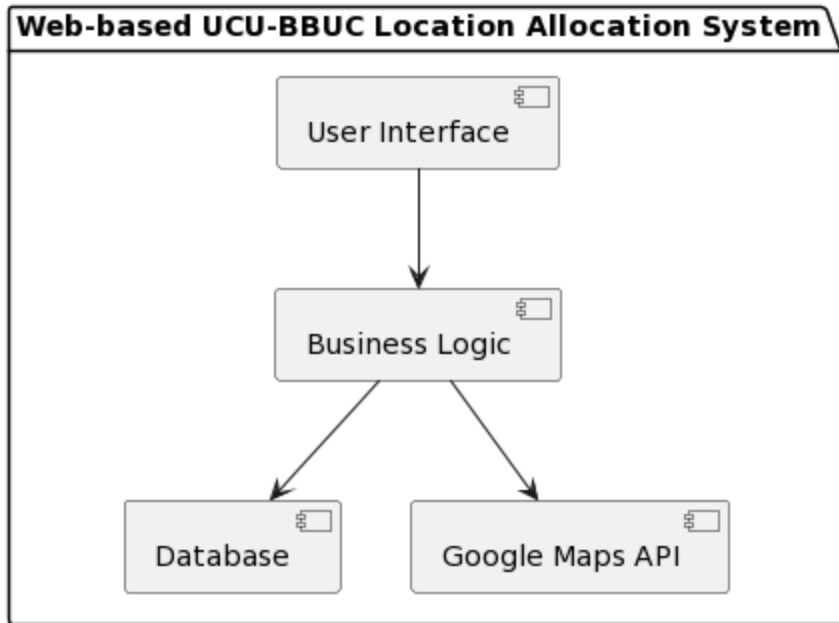 Web-based UCU-BBUC Location Allocation System
User Interface
Business Logic
Database
Google Maps API